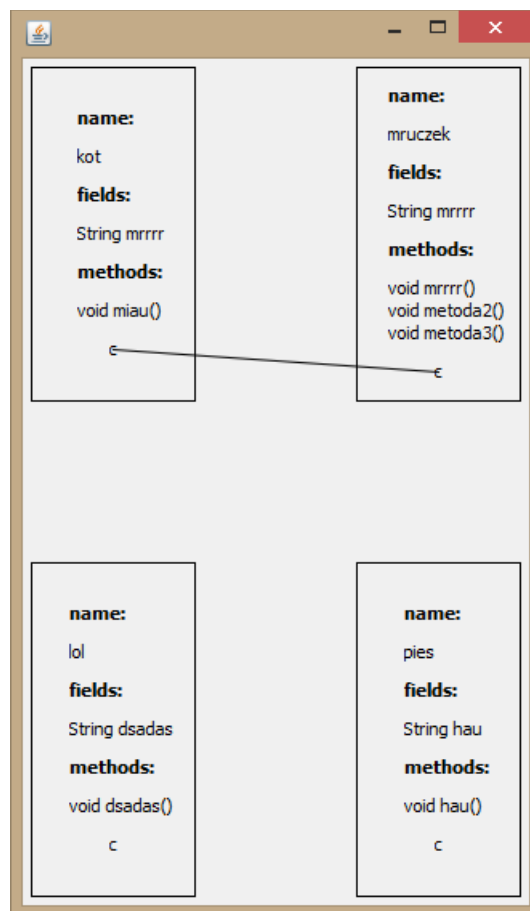 name:
kot
fields:
String mrrrr
methods:
void miau()
c
name:
mruczek
fields:
String mrrrr
methods:
void mrrrr()
void metoda2()
void metoda3()
c
name:
lol
fields:
String dsadas
methods:
void dsadas()
c
name:
pies
fields:
String hau
methods:
void hau()
c